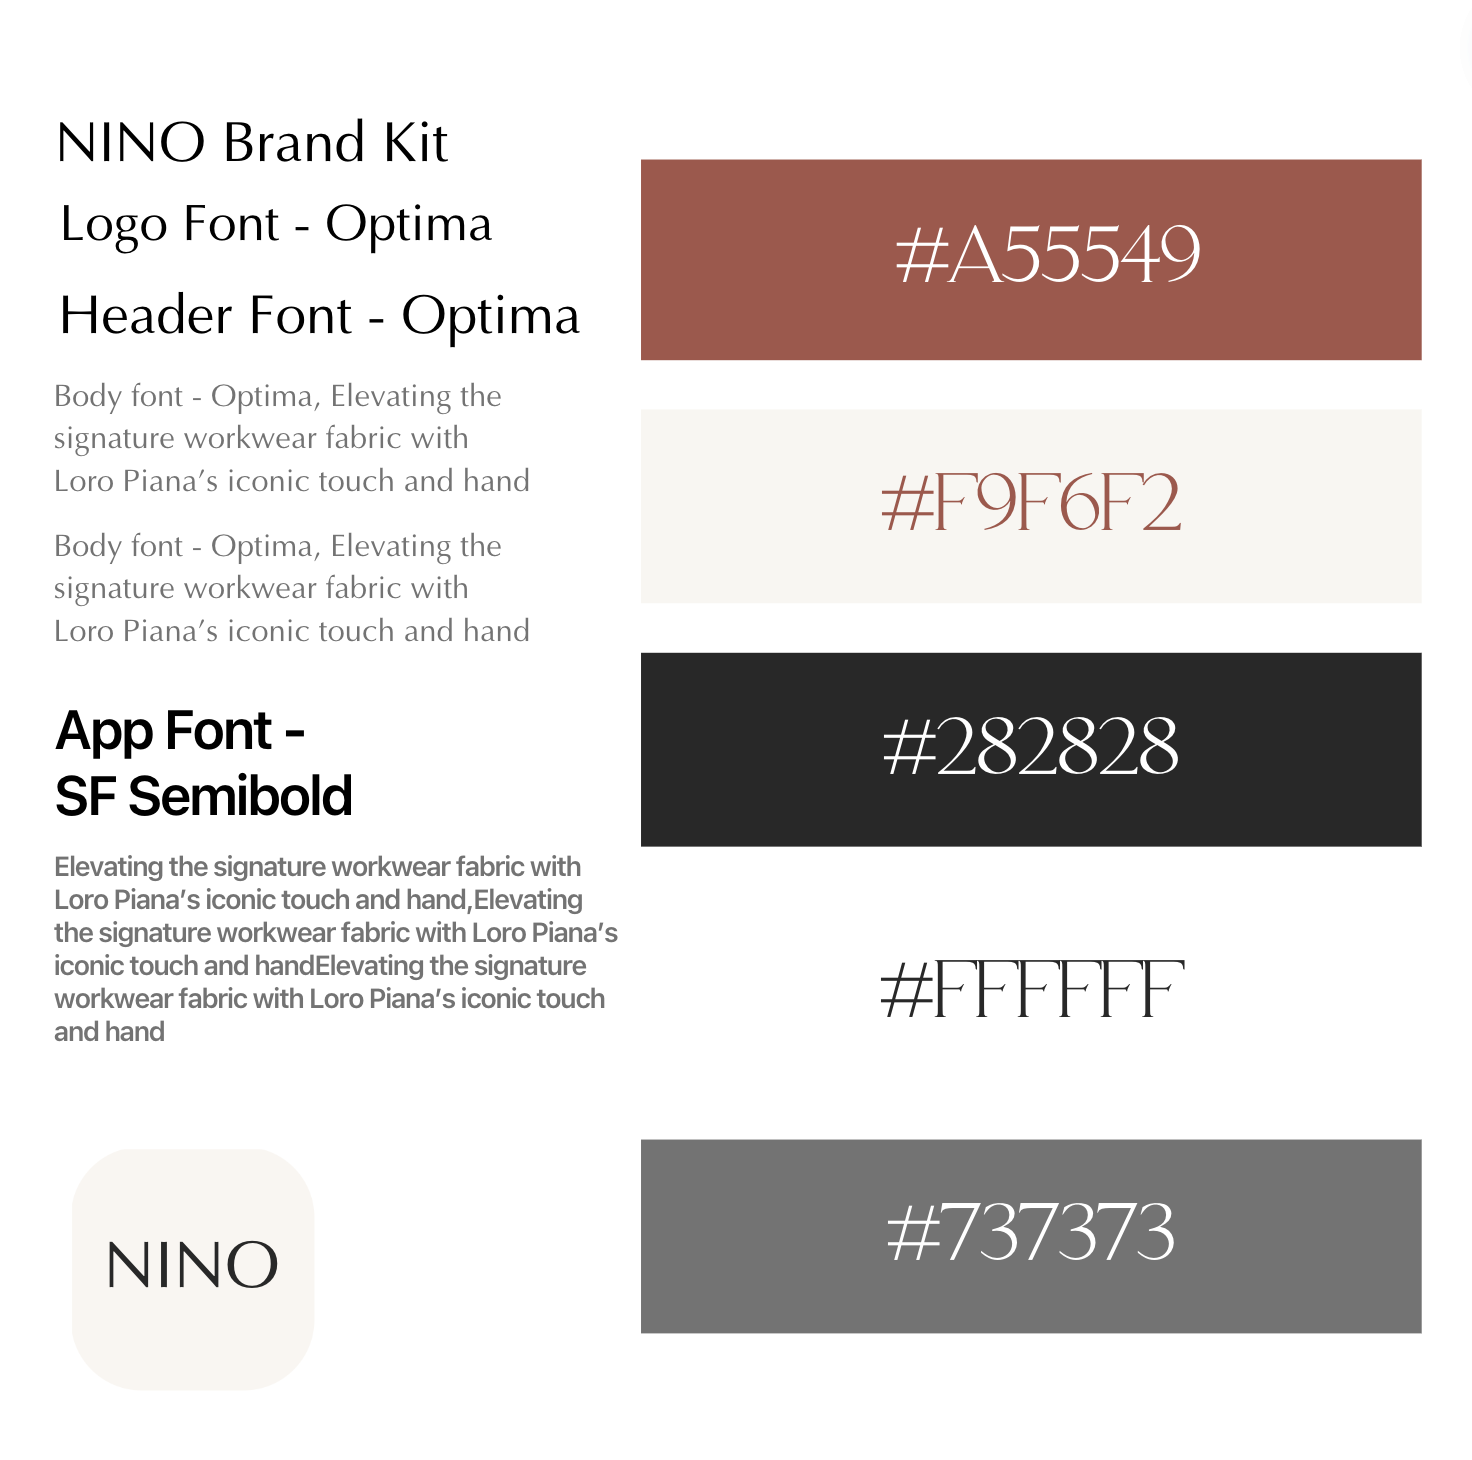 NINO Brand Kit
Logo Font - Optima
Header Font - Optima
Body font - Optima, Elevating the
signature workwear fabric with
Loro Piana’s iconic touch and hand
Body font - Optima, Elevating the
signature workwear fabric with
Loro Piana’s iconic touch and hand
App Font -
SF Semibold
Elevating the signature workwear fabric with
Loro Piana’s iconic touch and hand,Elevating
the signature workwear fabric with Loro Piana’s
iconic touch and handElevating the signature
workwear fabric with Loro Piana’s iconic touch
and hand
NINO
#A55549
#F9F6F2
#282828
#FFFFFF
#737373